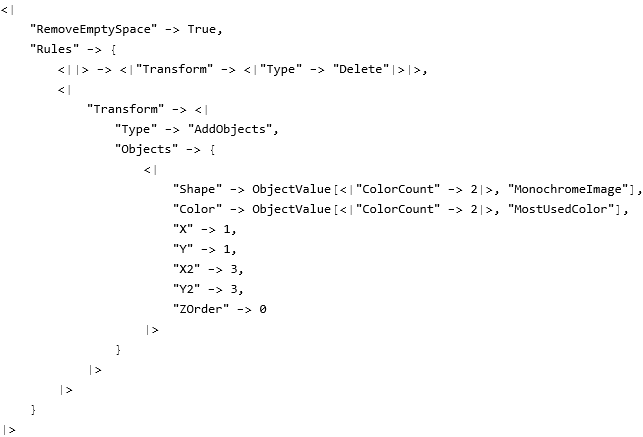 <|
    "RemoveEmptySpace" -> True,
    "Rules" -> {
        <||> -> <|"Transform" -> <|"Type" -> "Delete"|>|>,
        <|
            "Transform" -> <|
                "Type" -> "AddObjects",
                "Objects" -> {
                    <|
                        "Shape" -> ObjectValue[<|"ColorCount" -> 2|>, "MonochromeImage"],
                        "Color" -> ObjectValue[<|"ColorCount" -> 2|>, "MostUsedColor"],
                        "X" -> 1,
                        "Y" -> 1,
                        "X2" -> 3,
                        "Y2" -> 3,
                        "ZOrder" -> 0
                    |>
                }
            |>
        |>
    }
|>